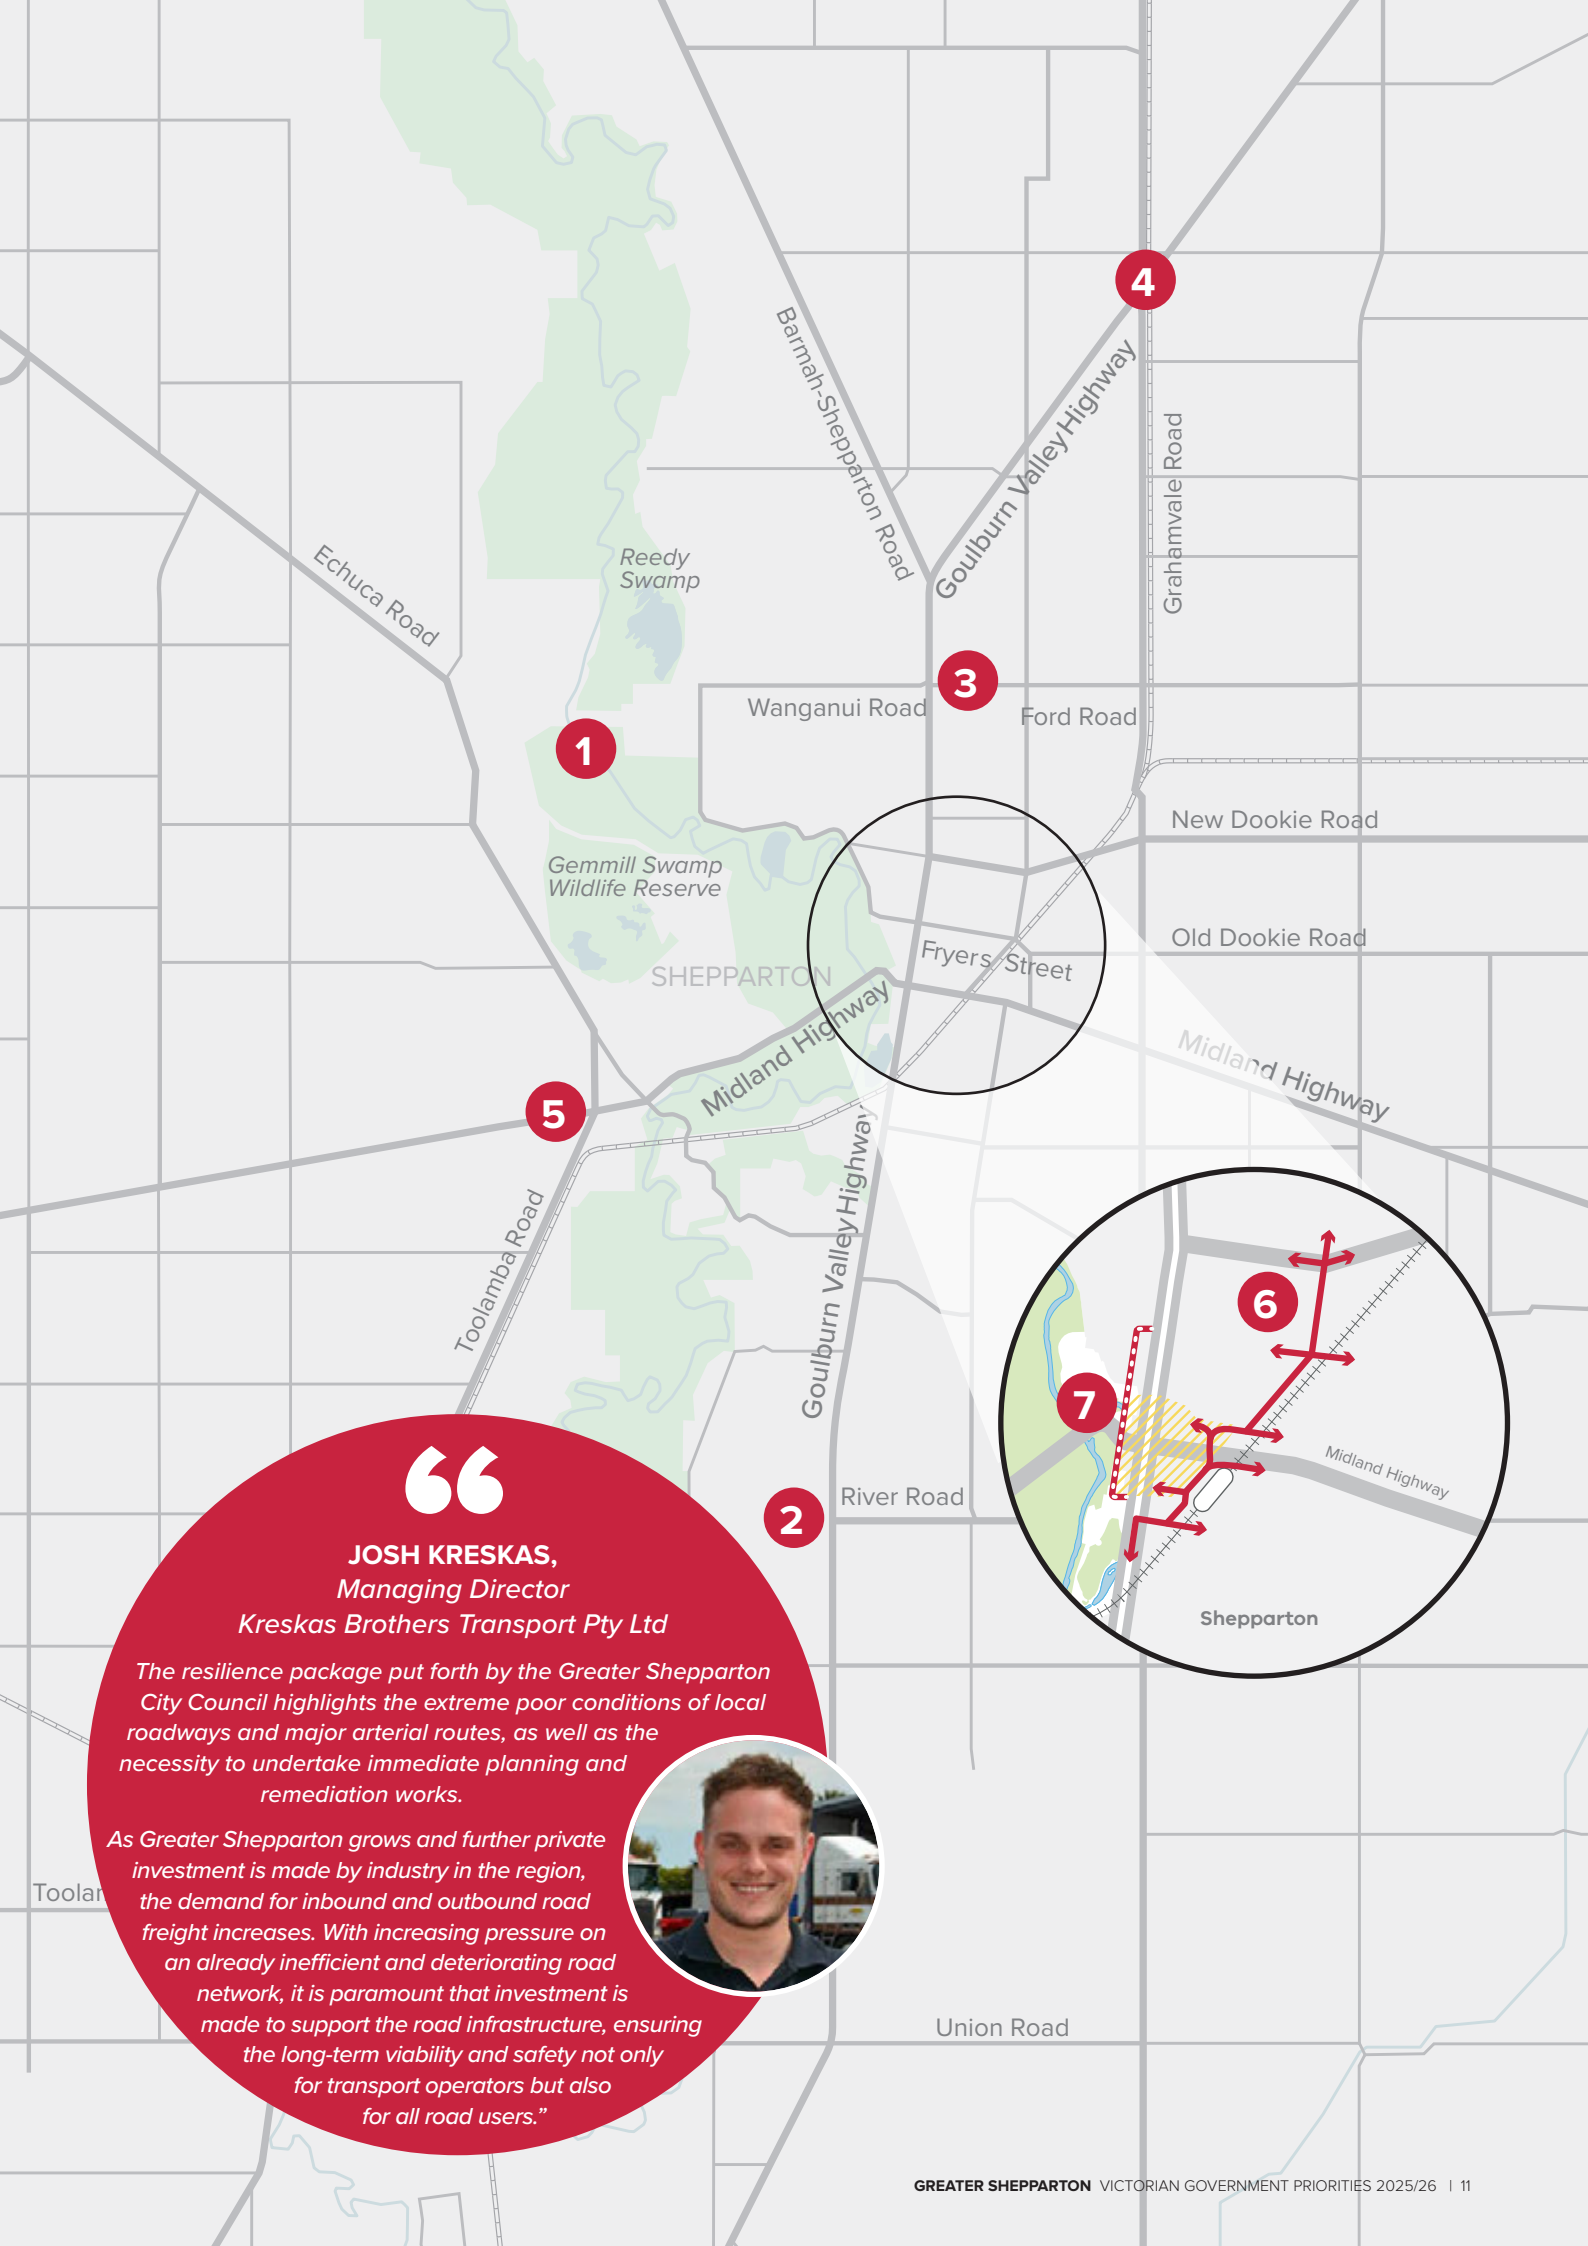 4
Barmah-Shepparton Road
Goulburn Valley Highway
Grahamvale Road
Echuca Road
Reedy
Swamp
3
Wanganui Road
Ford Road
1
New Dookie Road
Gemmill Swamp
Wildlife Reserve
Fryers Street
Old Dookie Road
SHEPPARTON
Midland Highway
Midland Highway
5
Toolamba Road
Goulburn Valley Highway
6
7
Midland Highway
Shepparton
2
River Road
“
JOSH KRESKAS,
Managing Director
Kreskas Brothers Transport Pty Ltd
The resilience package put forth by the Greater Shepparton
City Council highlights the extreme poor conditions of local
roadways and major arterial routes, as well as the
necessity to undertake immediate planning and
remediation works.
As Greater Shepparton grows and further private
investment is made by industry in the region,
the demand for inbound and outbound road
freight increases. With increasing pressure on
an already inefficient and deteriorating road
network, it is paramount that investment is
made to support the road infrastructure, ensuring
the long-term viability and safety not only
for transport operators but also
for all road users.”
Union Road
GREATER SHEPPARTON VICTORIAN GOVERNMENT PRIORITIES 2025/26 | 11